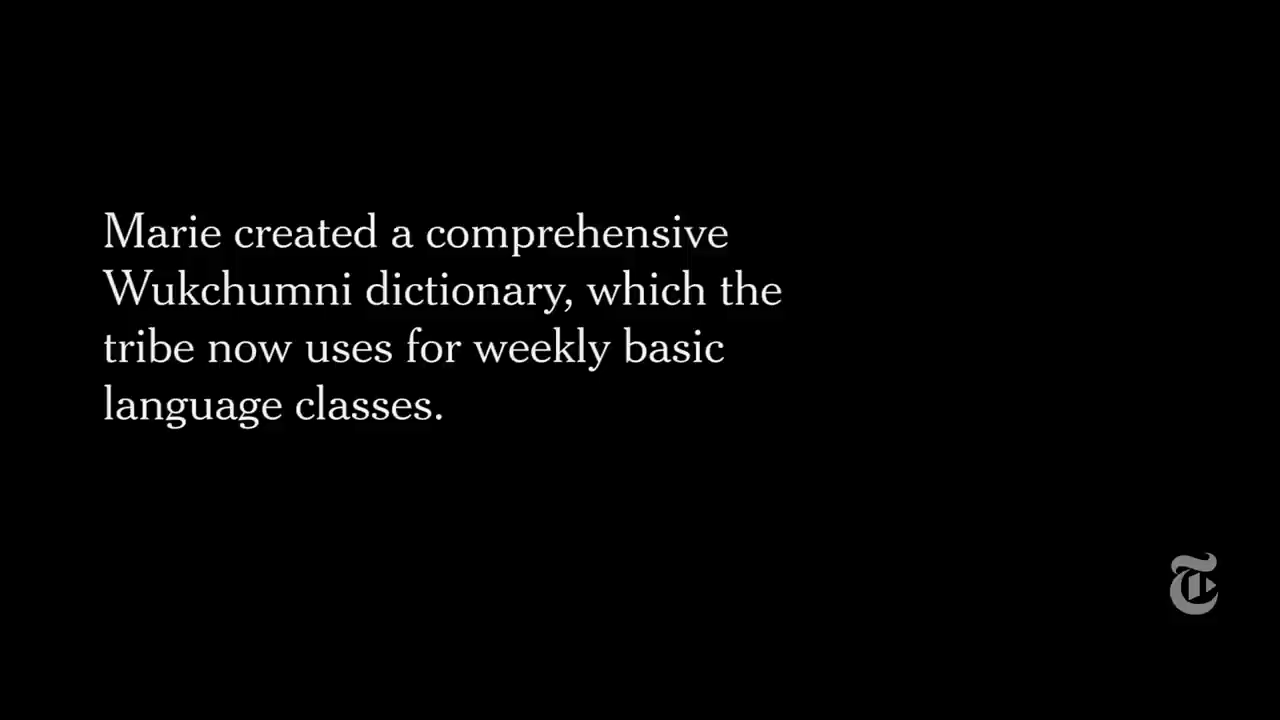 Marie created a comprehensive
Wukchumni dictionary, which the
tribe now uses for weekly basic
language classes.
T